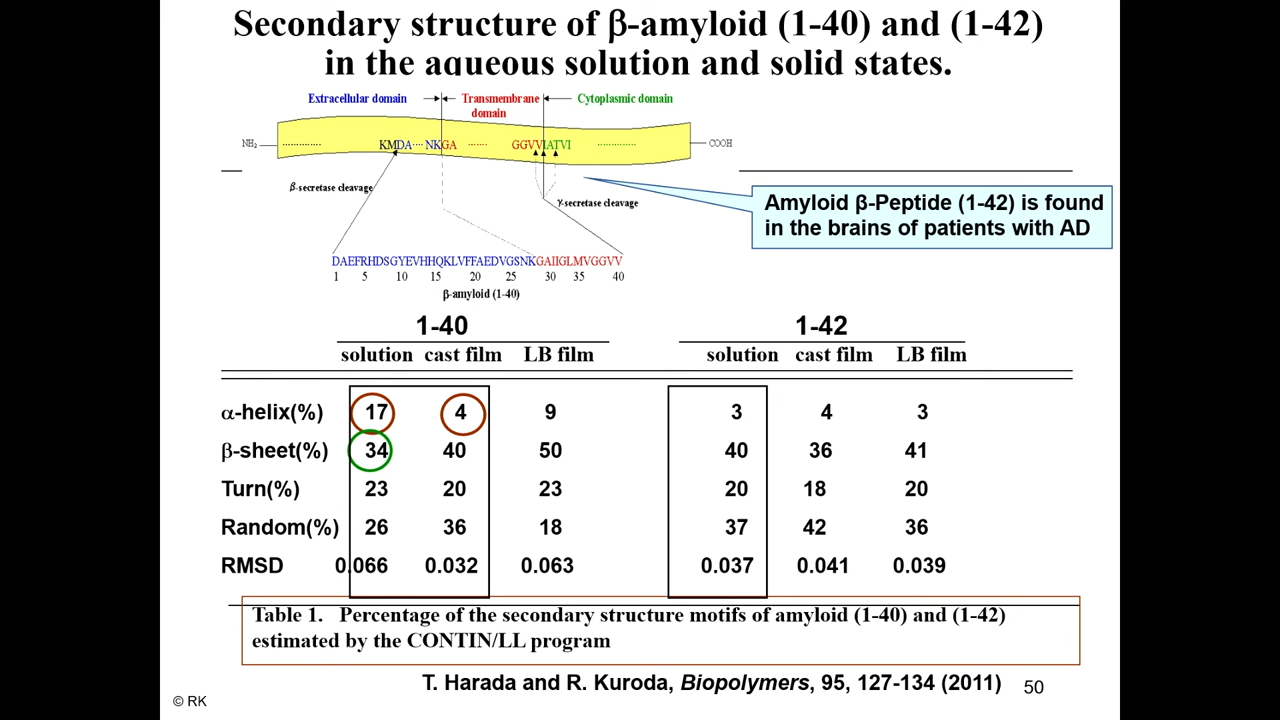 Secondary structure of β-amyloid (1-40) and (1-42)
in the aqueous solution and solid states.
Extracellular domain Transmembrane domain Cytoplasmic domain
NH2 ............ KMDA···· NKGA ······· GGVVIATVI ············ COOH
β-secretase cleavage
γ-secretase cleavage
Amyloid β-Peptide (1-42) is found
in the brains of patients with AD
DAEFRHDSGYEVHHQKLVFFAEDVGSNKGAIIGLMVGGVV
1 5 10 15 20 25 30 35 40
β-amyloid (1-40)
1-40 1-42
solution cast film LB film solution cast film LB film
α-helix(%) 17 4 9 3 4 3
β-sheet(%) 34 40 50 40 36 41
Turn(%) 23 20 23 20 18 20
Random(%) 26 36 18 37 42 36
RMSD 0.066 0.032 0.063 0.037 0.041 0.039
Table 1. Percentage of the secondary structure motifs of amyloid (1-40) and (1-42)
estimated by the CONTIN/LL program
T. Harada and R. Kuroda, Biopolymers, 95, 127-134 (2011) 50
© RK